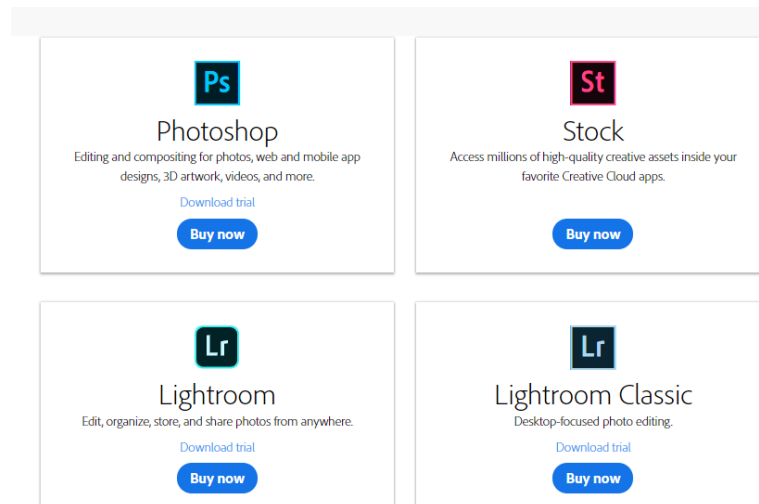 Ps
Photoshop
Editing and compositing for photos, web and mobile app
designs, 3D artwork, videos, and more.
Download trial
Buy now
St
Stock
Access millions of high-quality creative assets inside your
favorite Creative Cloud apps.
Buy now
Lr
Lightroom
Edit, organize, store, and share photos from anywhere.
Download trial
Buy now
Lr
Lightroom Classic
Desktop-focused photo editing.
Download trial
Buy now